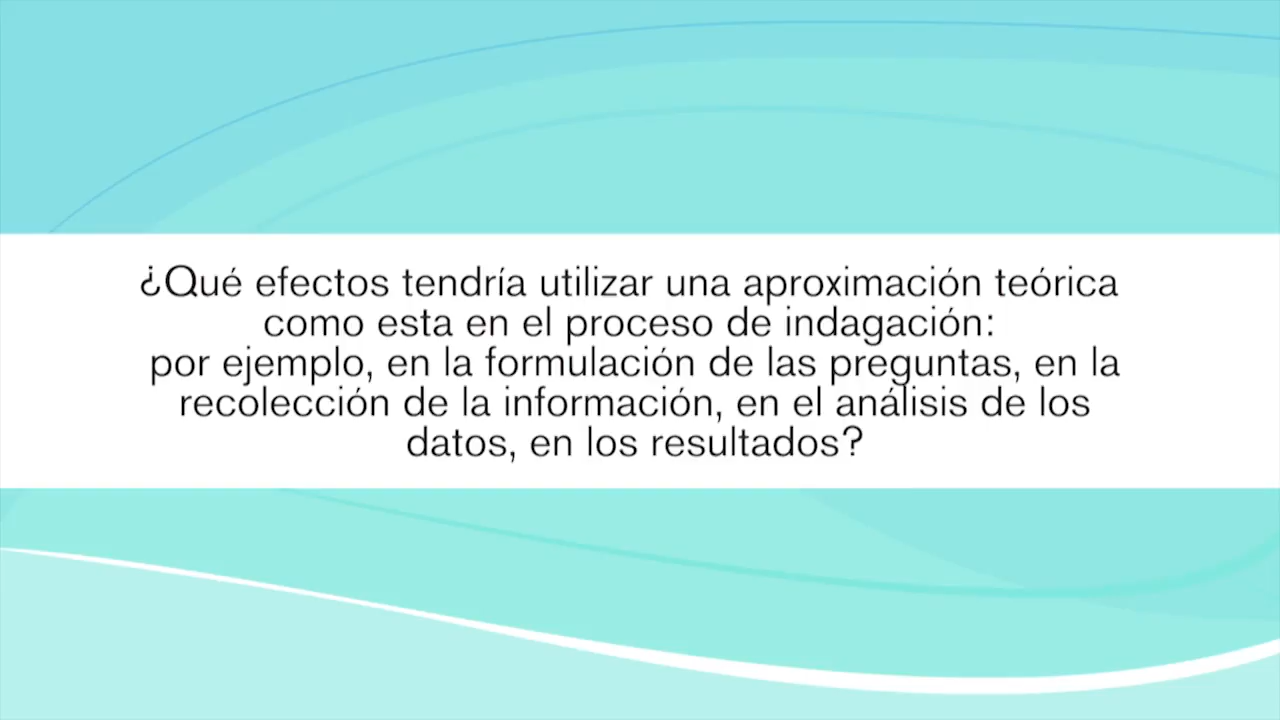 ¿Qué efectos tendría utilizar una aproximación teórica
como esta en el proceso de indagación:
por ejemplo, en la formulación de las preguntas, en la
recolección de la información, en el análisis de los
datos, en los resultados?